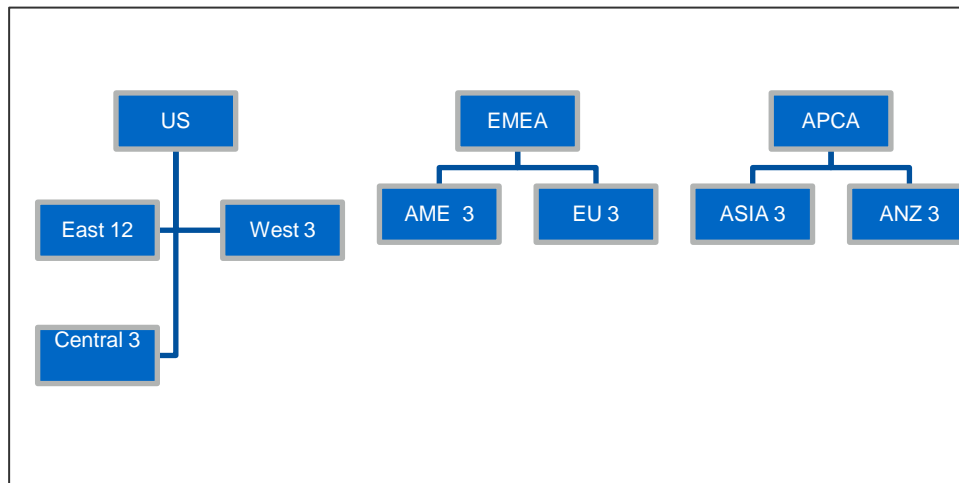 US
EMEA
APCA
East 12
West 3
AME  3
EU 3
ASIA 3
ANZ 3
Central 3